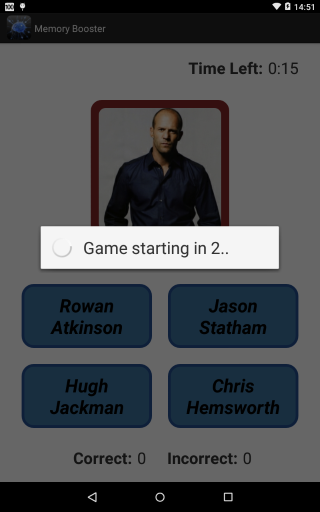 14:51
Memory Booster
Time Left: 0:15
Game starting in 2..
Rowan
Atkinson
Jason
Statham
Hugh
Jackman
Chris
Hemsworth
Correct: 0 Incorrect: 0